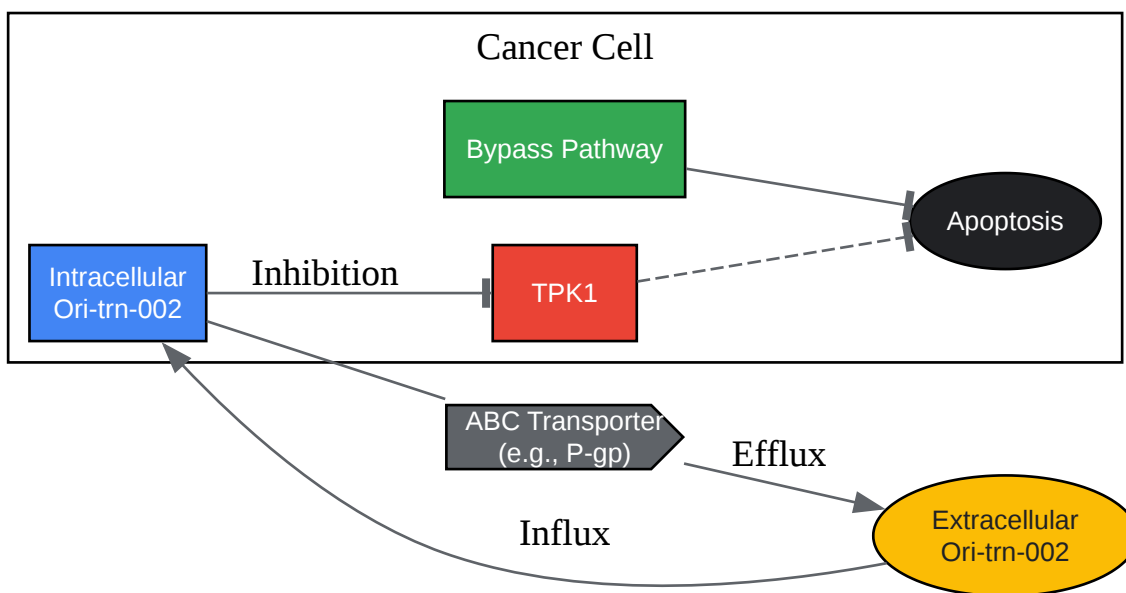 Cancer Cell
Bypass Pathway
Apoptosis
Intracellular
Ori-trn-002
Inhibition
TPK1
ABC Transporter
(e.g., P-gp)
Efflux
Influx
Extracellular
Ori-trn-002